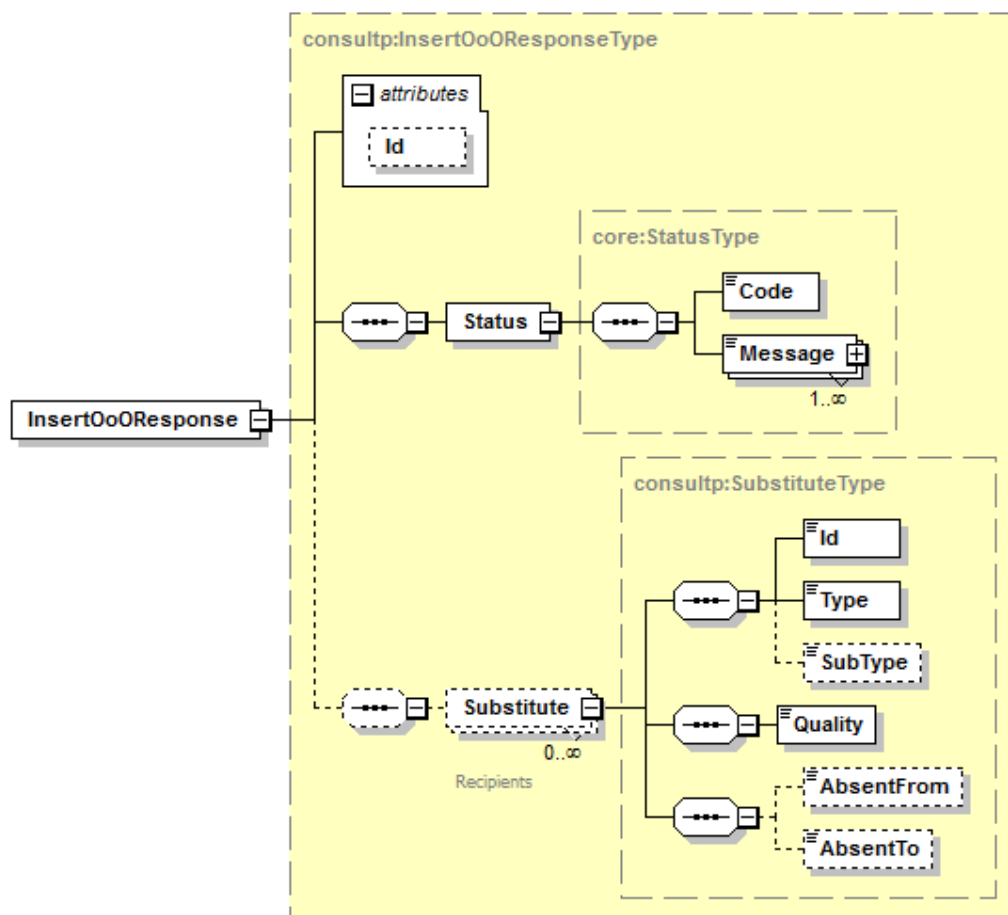 consultp:InsertOoOResponseType
attributes
Id
core:StatusType
Code
Status
Message
1..∞
InsertOoOResponse
consultp:SubstituteType
Id
Type
SubType
Substitute
0..∞
Quality
Recipients
AbsentFrom
AbsentTo